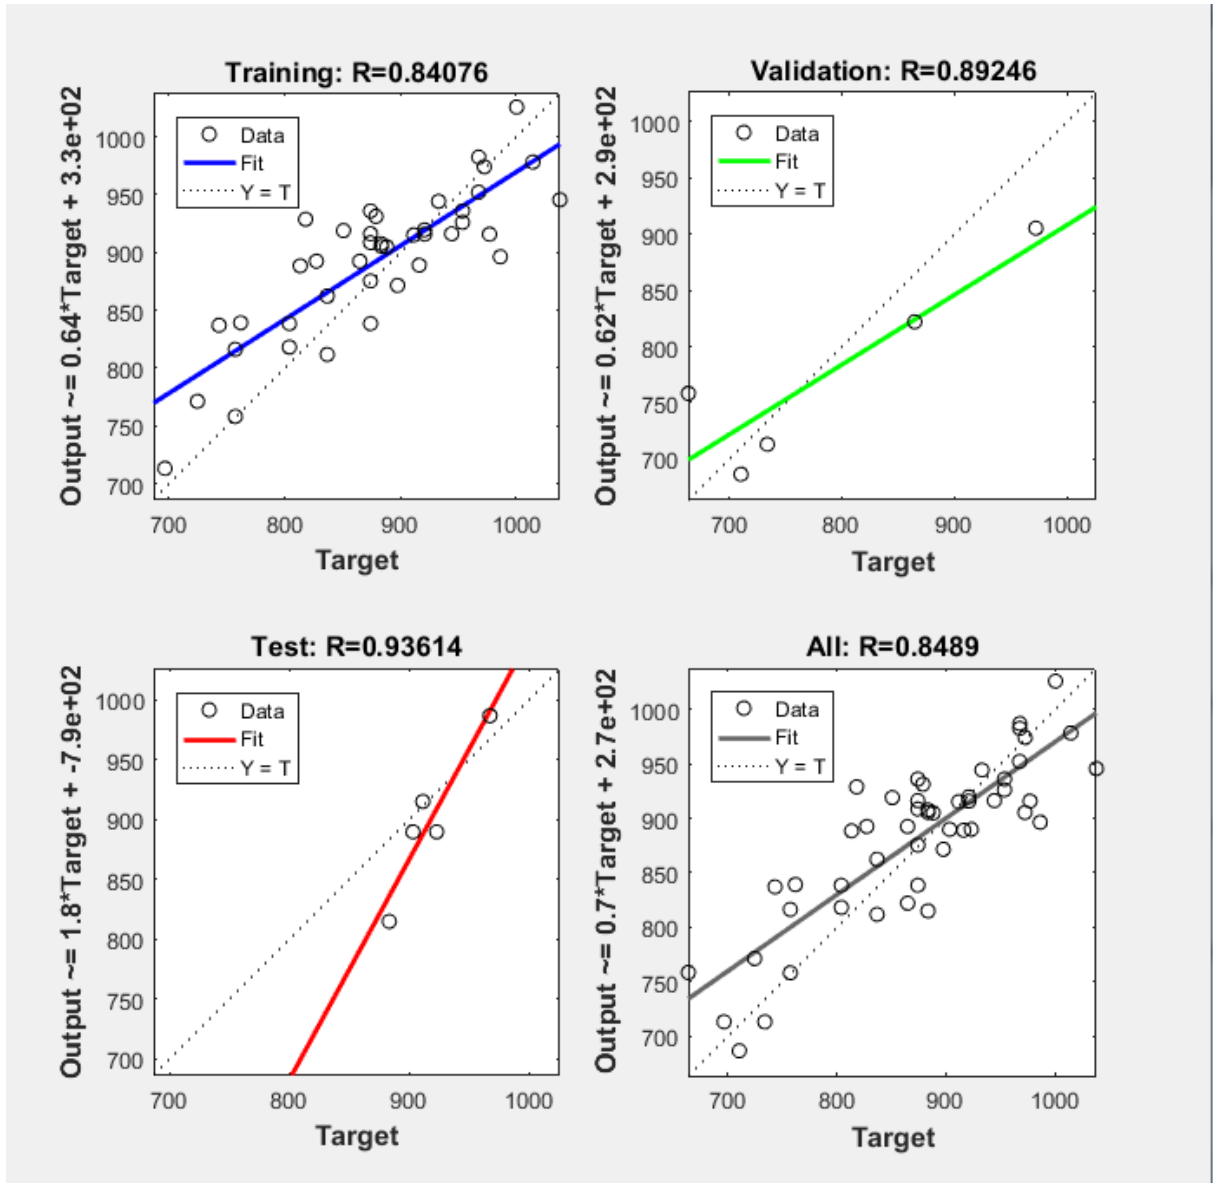 Training: R=0.84076
Output ~= 0.64*Target + 3.3e+02
1000
950
900
850
800
750
700
Data
Fit
Y = T
700 800 900 1000
Target
Validation: R=0.89246
Output ~= 0.62*Target + 2.9e+02
1000
950
900
850
800
750
700
Data
Fit
Y = T
700 800 900 1000
Target
Test: R=0.93614
Output ~= 1.8*Target + -7.9e+02
1000
950
900
850
800
750
700
Data
Fit
Y = T
700 800 900 1000
Target
All: R=0.8489
Output ~= 0.7*Target + 2.7e+02
1000
950
900
850
800
750
700
Data
Fit
Y = T
700 800 900 1000
Target